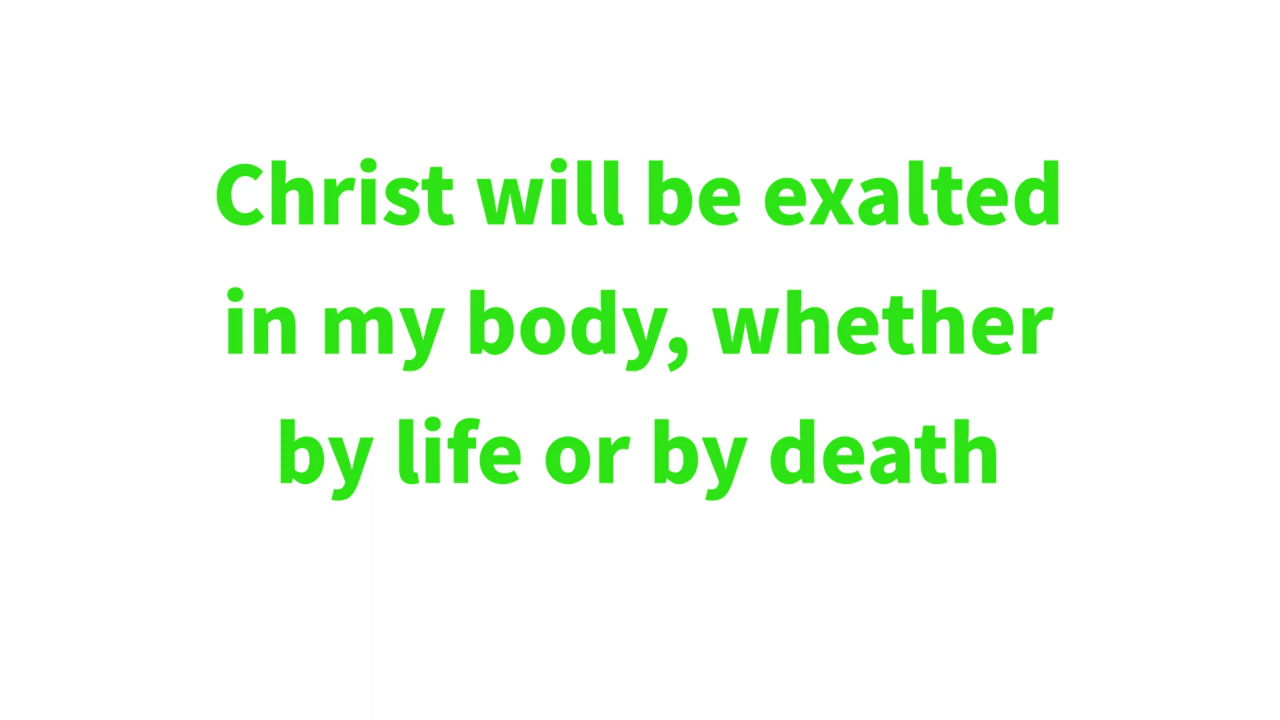 Christ will be exalted
in my body, whether
by life or by death